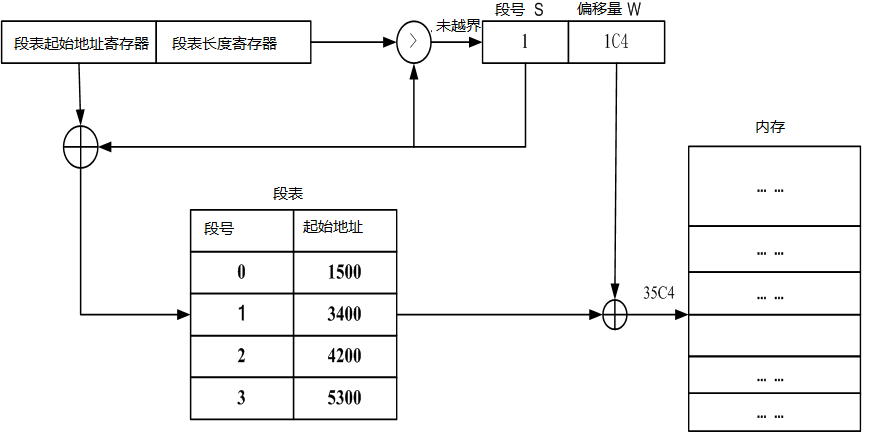 段号 S 偏移量 W
段表起始地址寄存器 段表长度寄存器 > 未越界 1 1C4
内存
段表
段号 起始地址
0 1500
1 3400
2 4200
3 5300
35C4
... ...
... ...
... ...
... ...
... ...